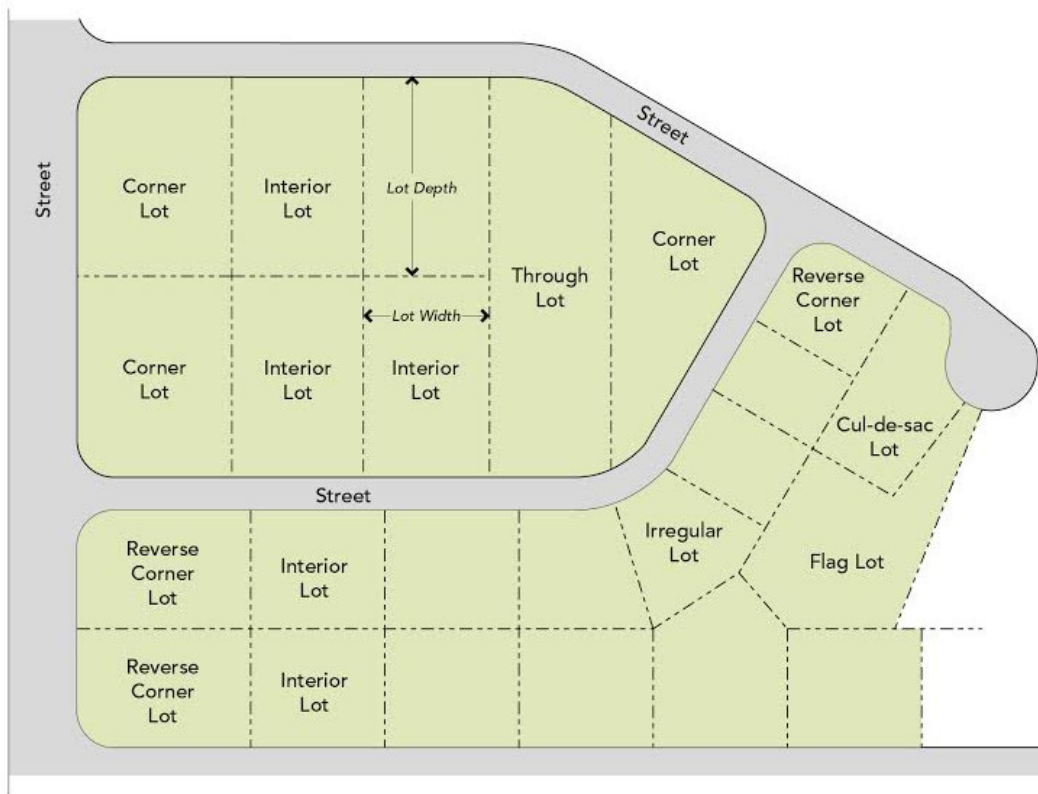 Street
Street
Corner
Lot
Interior
Lot
Lot Depth
Corner
Lot
Through
Lot
Reverse
Corner
Lot
Lot Width
Corner
Lot
Interior
Lot
Interior
Lot
Cul-de-sac
Lot
Street
Irregular
Lot
Flag Lot
Reverse
Corner
Lot
Interior
Lot
Reverse
Corner
Lot
Interior
Lot